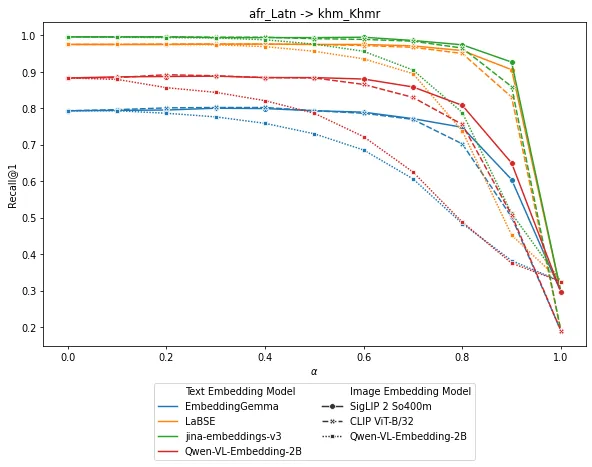 afr_Latn -> khm_Khmr
Recall@1
1.0
0.9
0.8
0.7
0.6
0.5
0.4
0.3
0.2
0.0 0.2 0.4 0.6 0.8 1.0
α
Text Embedding Model
EmbeddingGemma
LaBSE
jina-embeddings-v3
Qwen-VL-Embedding-2B
Image Embedding Model
SigLIP 2 So400m
CLIP ViT-B/32
Qwen-VL-Embedding-2B